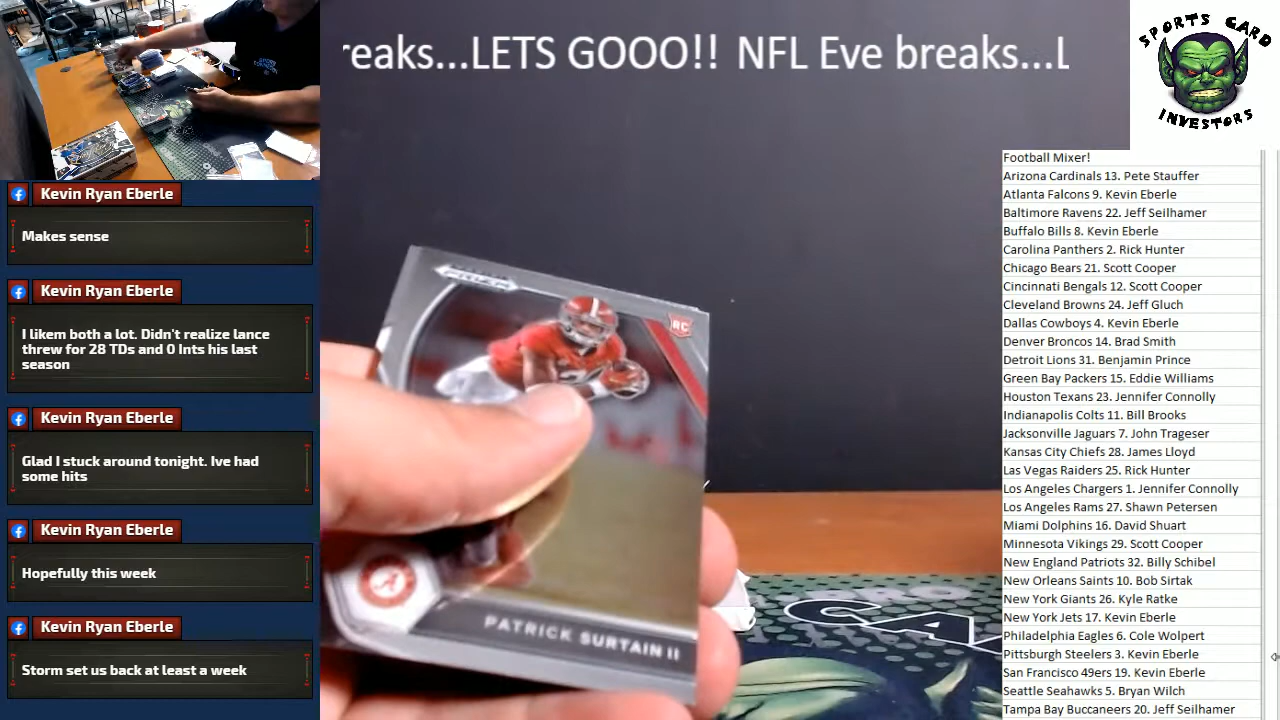 reaks...LETS GOOO!! NFL Eve breaks...L
SPORTS CARD
INVESTORS
Kevin Ryan Eberle
Makes sense
Kevin Ryan Eberle
I likem both a lot. Didn't realize lance
threw for 28 TDs and 0 Ints his last
season
Kevin Ryan Eberle
Glad I stuck around tonight. Ive had
some hits
Kevin Ryan Eberle
Hopefully this week
Kevin Ryan Eberle
Storm set us back at least a week
RC
PATRICK SURTAIN II
CA
Football Mixer!
Arizona Cardinals 13. Pete Stauffer
Atlanta Falcons 9. Kevin Eberle
Baltimore Ravens 22. Jeff Seilhamer
Buffalo Bills 8. Kevin Eberle
Carolina Panthers 2. Rick Hunter
Chicago Bears 21. Scott Cooper
Cincinnati Bengals 12. Scott Cooper
Cleveland Browns 24. Jeff Gluch
Dallas Cowboys 4. Kevin Eberle
Denver Broncos 14. Brad Smith
Detroit Lions 31. Benjamin Prince
Green Bay Packers 15. Eddie Williams
Houston Texans 23. Jennifer Connolly
Indianapolis Colts 11. Bill Brooks
Jacksonville Jaguars 7. John Trageser
Kansas City Chiefs 28. James Lloyd
Las Vegas Raiders 25. Rick Hunter
Los Angeles Chargers 1. Jennifer Connolly
Los Angeles Rams 27. Shawn Petersen
Miami Dolphins 16. David Shuart
Minnesota Vikings 29. Scott Cooper
New England Patriots 32. Billy Schibel
New Orleans Saints 10. Bob Sirtak
New York Giants 26. Kyle Ratke
New York Jets 17. Kevin Eberle
Philadelphia Eagles 6. Cole Wolpert
Pittsburgh Steelers 3. Kevin Eberle
San Francisco 49ers 19. Kevin Eberle
Seattle Seahawks 5. Bryan Wilch
Tampa Bay Buccaneers 20. Jeff Seilhamer